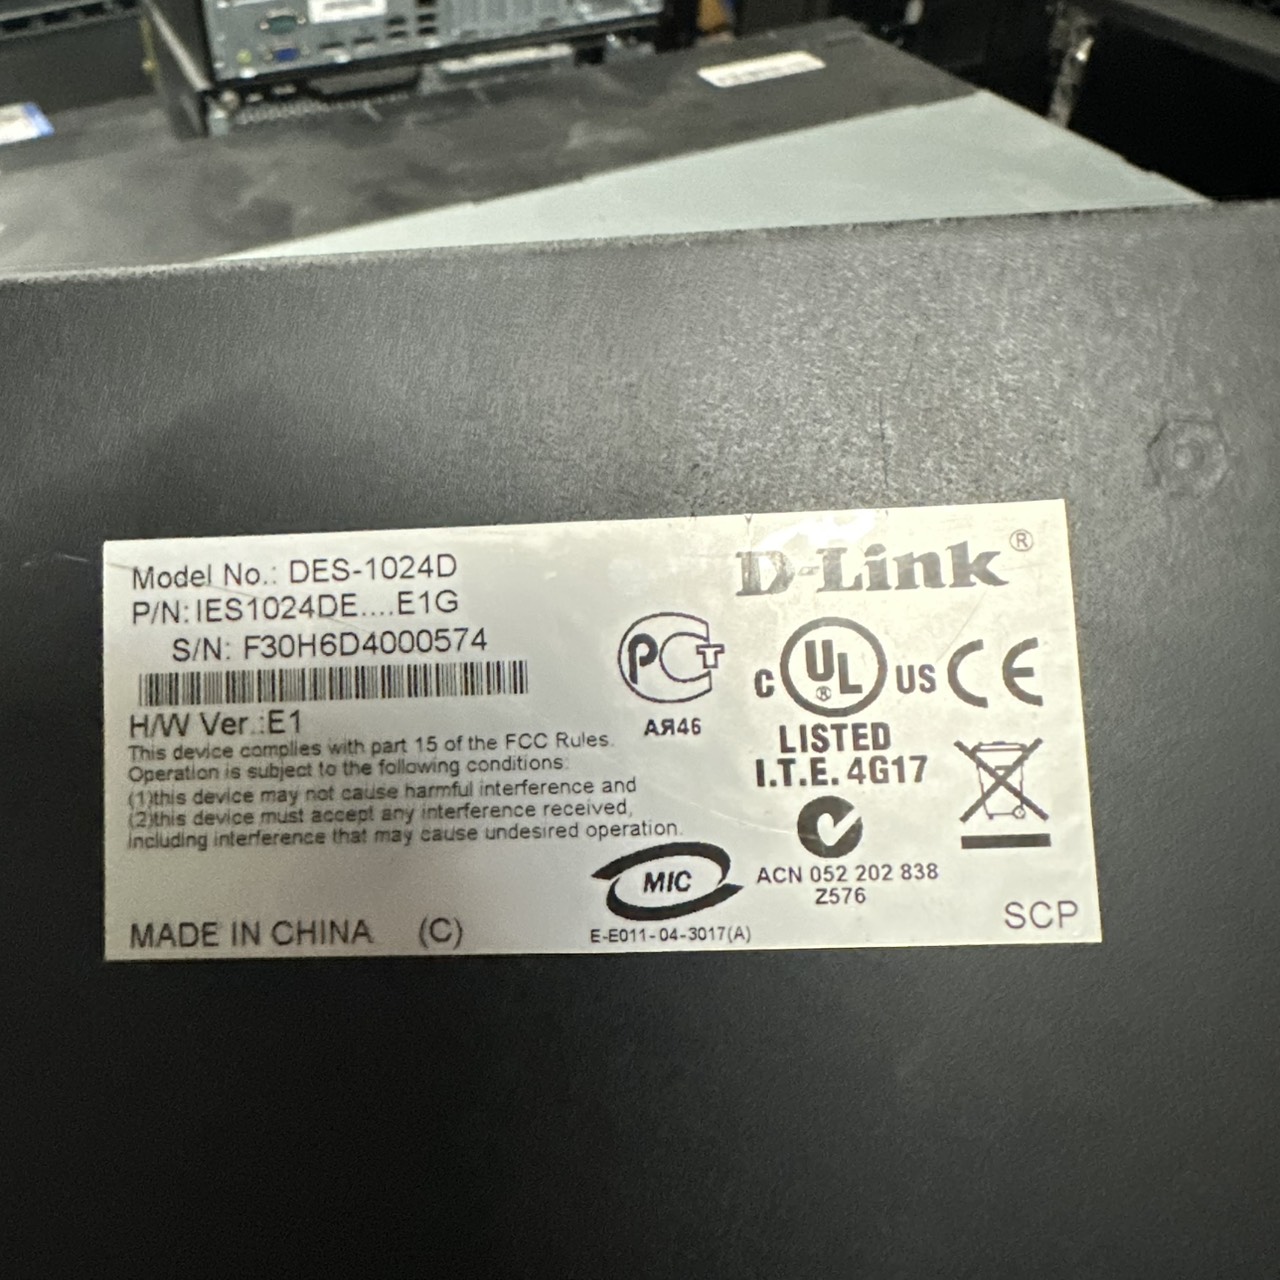 Model No.: DES-1024D
P/N: IES1024DE....E1G
S/N: F30H6D4000574
H/W Ver.:E1
This device complies with part 15 of the FCC Rules.
Operation is subject to the following conditions:
(1)this device may not cause harmful interference and
(2)this device must accept any interference received,
including interference that may cause undesired operation.
MADE IN CHINA (C)
D-Link®
РСТ
АЯ46
C UL® US CE
LISTED
I.T.E. 4G17
MIC
E-E011-04-3017(A)
ACN 052 202 838
Z576
SCP